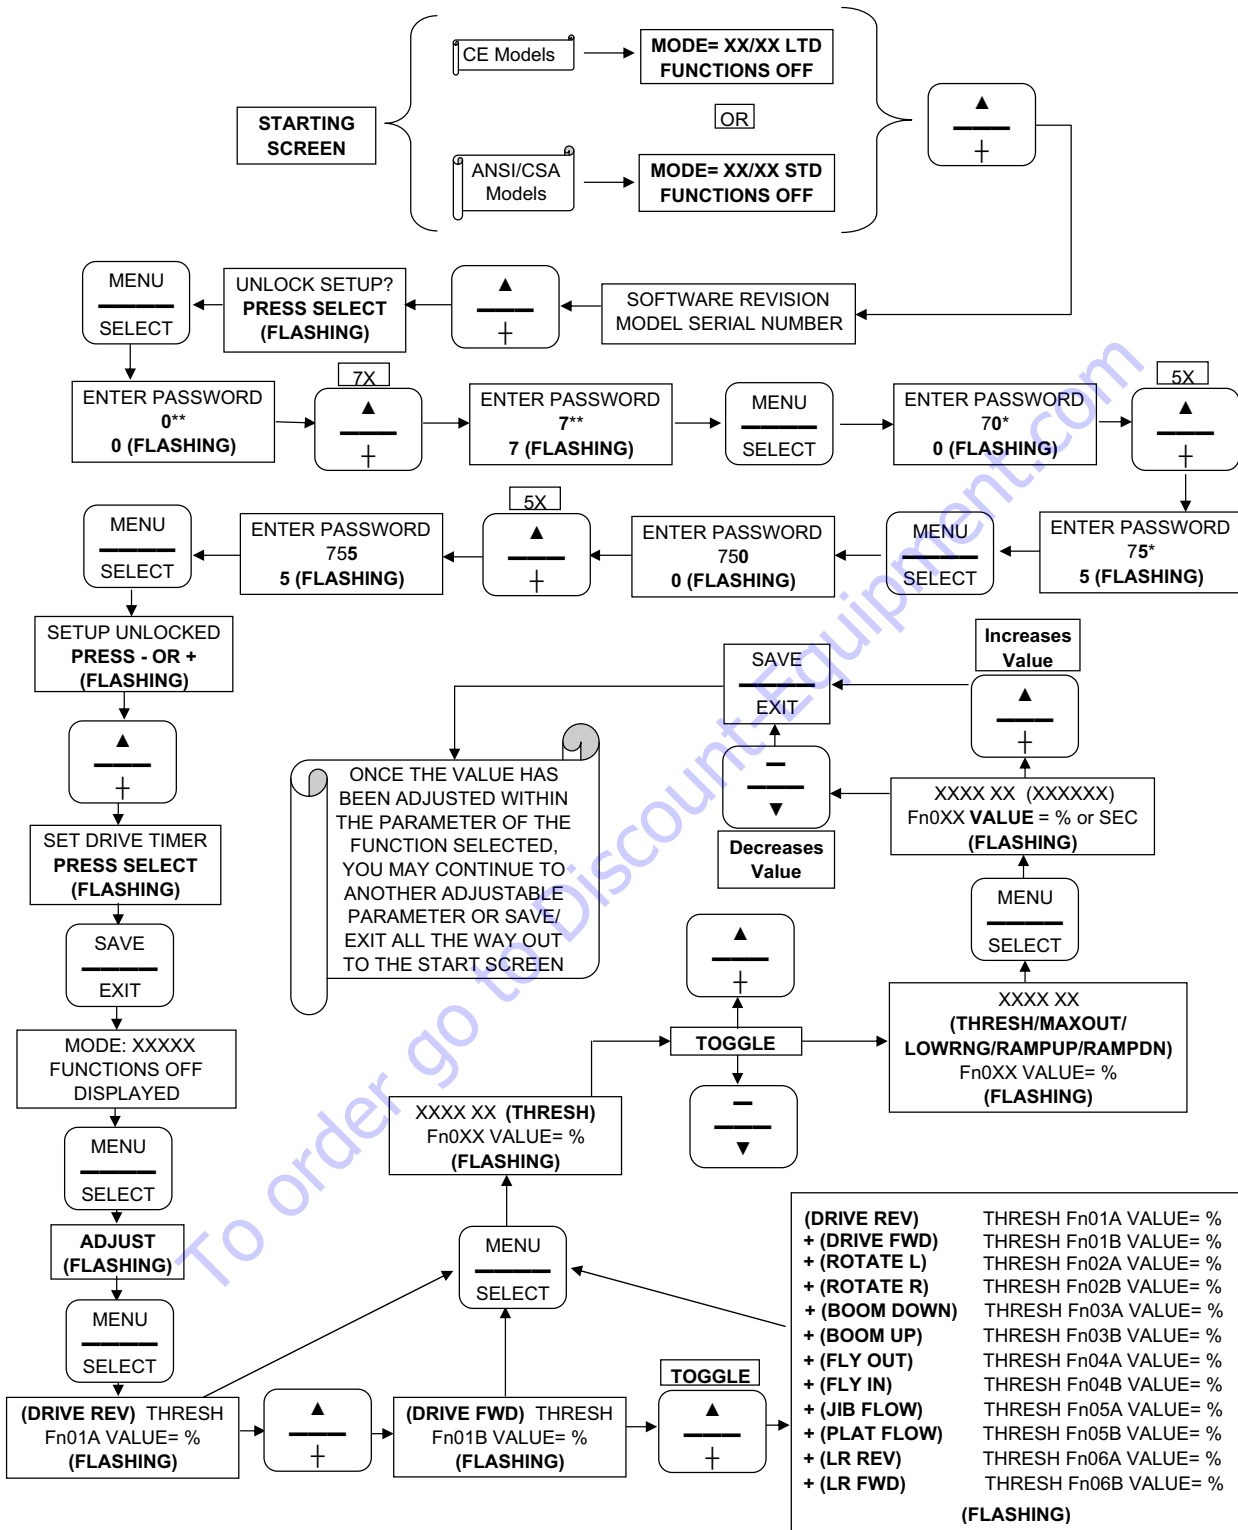 STARTING
SCREEN
CE Models
MODE= XX/XX LTD
FUNCTIONS OFF
OR
ANSI/CSA
Models
MODE= XX/XX STD
FUNCTIONS OFF
▲
+
SOFTWARE REVISION
MODEL SERIAL NUMBER
▲
+
UNLOCK SETUP?
PRESS SELECT
(FLASHING)
MENU
SELECT
ENTER PASSWORD
0**
0 (FLASHING)
7X
▲
+
ENTER PASSWORD
7**
7 (FLASHING)
MENU
SELECT
ENTER PASSWORD
70*
0 (FLASHING)
5X
▲
+
ENTER PASSWORD
75*
5 (FLASHING)
MENU
SELECT
ENTER PASSWORD
750
0 (FLASHING)
5X
▲
+
ENTER PASSWORD
755
5 (FLASHING)
MENU
SELECT
SETUP UNLOCKED
PRESS - OR +
(FLASHING)
▲
+
SET DRIVE TIMER
PRESS SELECT
(FLASHING)
SAVE
EXIT
MODE: XXXXX
FUNCTIONS OFF
DISPLAYED
MENU
SELECT
ADJUST
(FLASHING)
MENU
SELECT
(DRIVE REV) THRESH
Fn01A VALUE= %
(FLASHING)
▲
+
(DRIVE FWD) THRESH
Fn01B VALUE= %
(FLASHING)
TOGGLE
▲
+
(DRIVE REV) THRESH Fn01A VALUE= %
+ (DRIVE FWD) THRESH Fn01B VALUE= %
+ (ROTATE L) THRESH Fn02A VALUE= %
+ (ROTATE R) THRESH Fn02B VALUE= %
+ (BOOM DOWN) THRESH Fn03A VALUE= %
+ (BOOM UP) THRESH Fn03B VALUE= %
+ (FLY OUT) THRESH Fn04A VALUE= %
+ (FLY IN) THRESH Fn04B VALUE= %
+ (JIB FLOW) THRESH Fn05A VALUE= %
+ (PLAT FLOW) THRESH Fn05B VALUE= %
+ (LR REV) THRESH Fn06A VALUE= %
+ (LR FWD) THRESH Fn06B VALUE= %
(FLASHING)
MENU
SELECT
XXXX XX (THRESH)
Fn0XX VALUE= %
(FLASHING)
TOGGLE
▲
+
−
▼
XXXX XX
(THRESH/MAXOUT/
LOWRNG/RAMPUP/RAMPDN)
Fn0XX VALUE= %
(FLASHING)
MENU
SELECT
XXXX XX (XXXXXX)
Fn0XX VALUE = % or SEC
(FLASHING)
Increases
Value
▲
+
−
▼
Decreases
Value
SAVE
EXIT
ONCE THE VALUE HAS
BEEN ADJUSTED WITHIN
THE PARAMETER OF THE
FUNCTION SELECTED,
YOU MAY CONTINUE TO
ANOTHER ADJUSTABLE
PARAMETER OR SAVE/
EXIT ALL THE WAY OUT
TO THE START SCREEN
To order go to Discount-Equipment.com